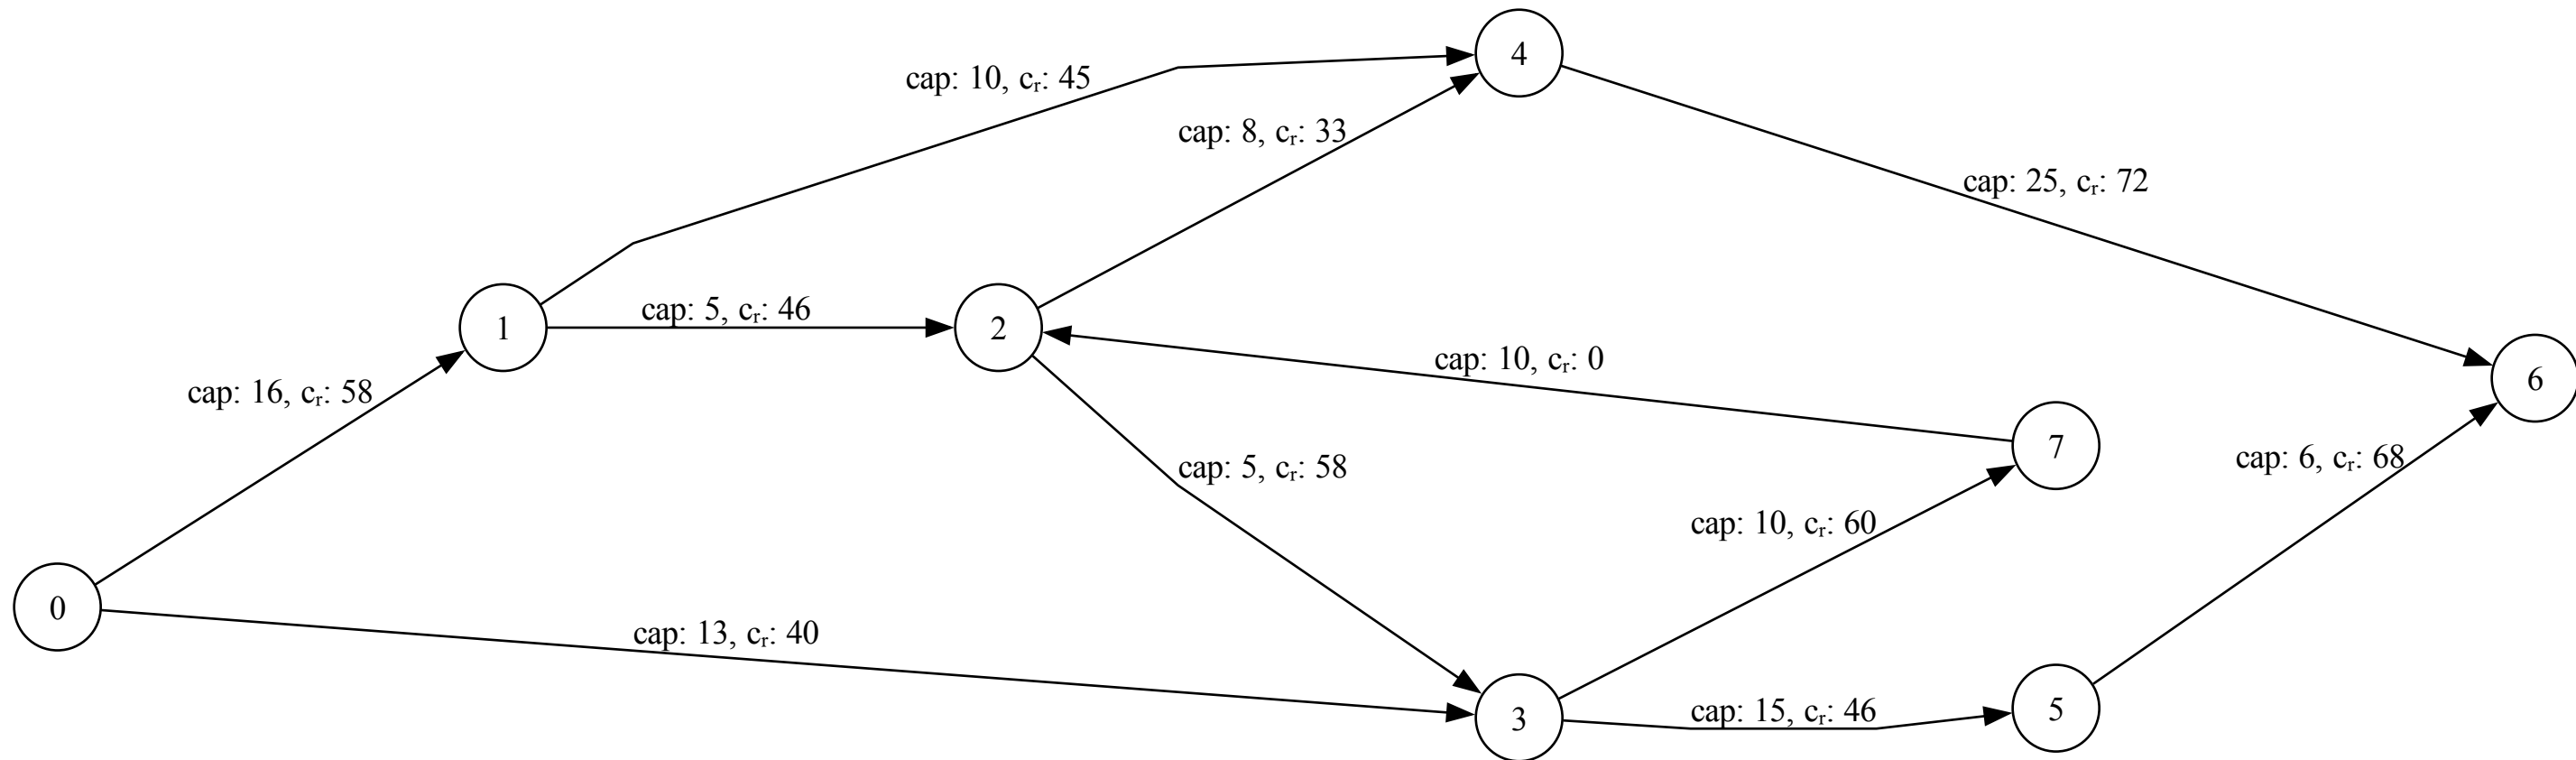 4
cap: 10, cᵣ: 45
cap: 8, cᵣ: 33
cap: 25, cᵣ: 72
1
cap: 5, cᵣ: 46
2
cap: 10, cᵣ: 0
6
cap: 16, cᵣ: 58
7
cap: 5, cᵣ: 58
cap: 6, cᵣ: 68
cap: 10, cᵣ: 60
0
cap: 13, cᵣ: 40
3
cap: 15, cᵣ: 46
5